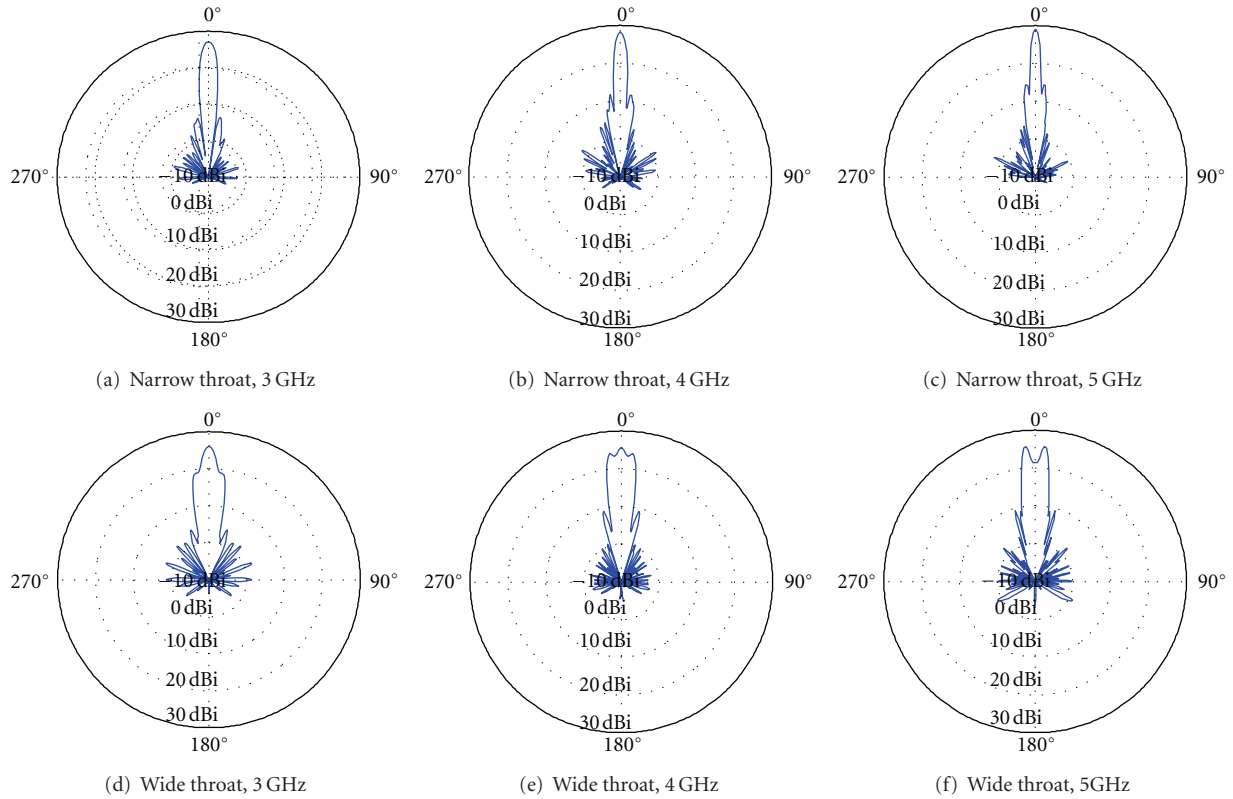 0°
0°
0°
270°
−10 dBi
90°
270°
−10 dBi
90°
270°
−10 dBi
90°
0 dBi
0 dBi
0 dBi
10 dBi
10 dBi
10 dBi
20 dBi
20 dBi
20 dBi
30 dBi
30 dBi
30 dBi
180°
180°
180°
(a) Narrow throat, 3 GHz
(b) Narrow throat, 4 GHz
(c) Narrow throat, 5 GHz
0°
0°
0°
270°
−10 dBi
90°
270°
−10 dBi
90°
270°
−10 dBi
90°
0 dBi
0 dBi
0 dBi
10 dBi
10 dBi
10 dBi
20 dBi
20 dBi
20 dBi
30 dBi
30 dBi
30 dBi
180°
180°
180°
(d) Wide throat, 3 GHz
(e) Wide throat, 4 GHz
(f) Wide throat, 5GHz